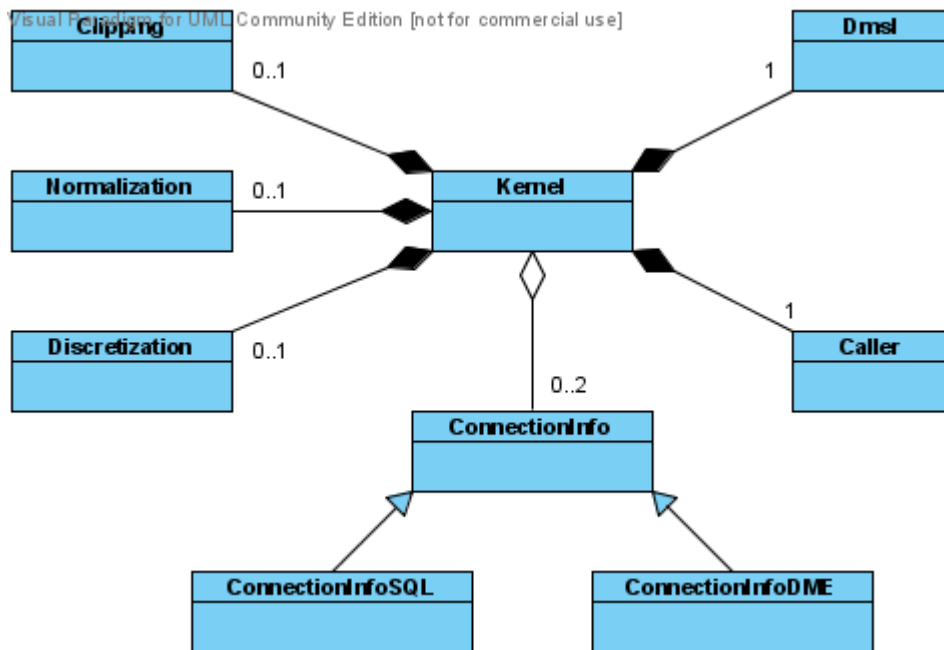 Visual Paradigm for UML Community Edition [not for commercial use]
Clipping
Dmsl
0..1
1
Normalization
0..1
Kernel
Discretization
0..1
1
Caller
0..2
ConnectionInfo
ConnectionInfoSQL
ConnectionInfoDME